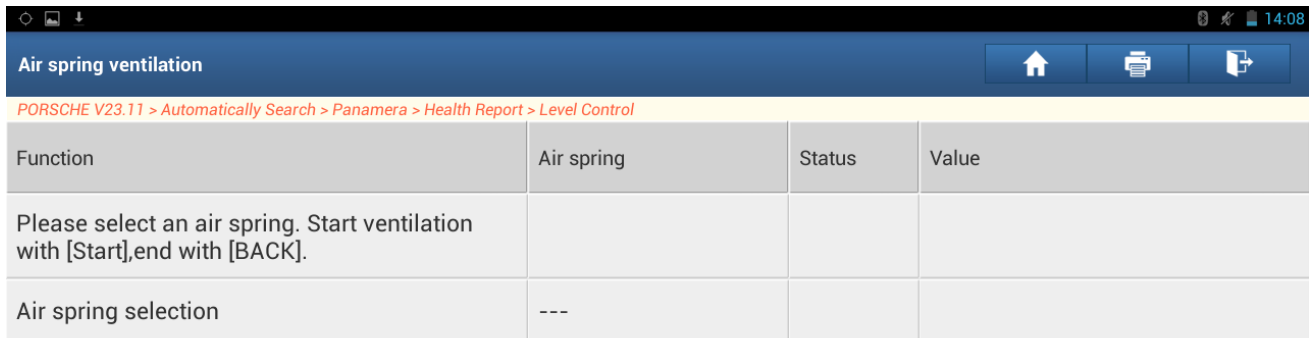 14:08
Air spring ventilation
PORSCHE V23.11 > Automatically Search > Panamera > Health Report > Level Control
Function Air spring Status Value
Please select an air spring. Start ventilation
with [Start],end with [BACK].
Air spring selection ---